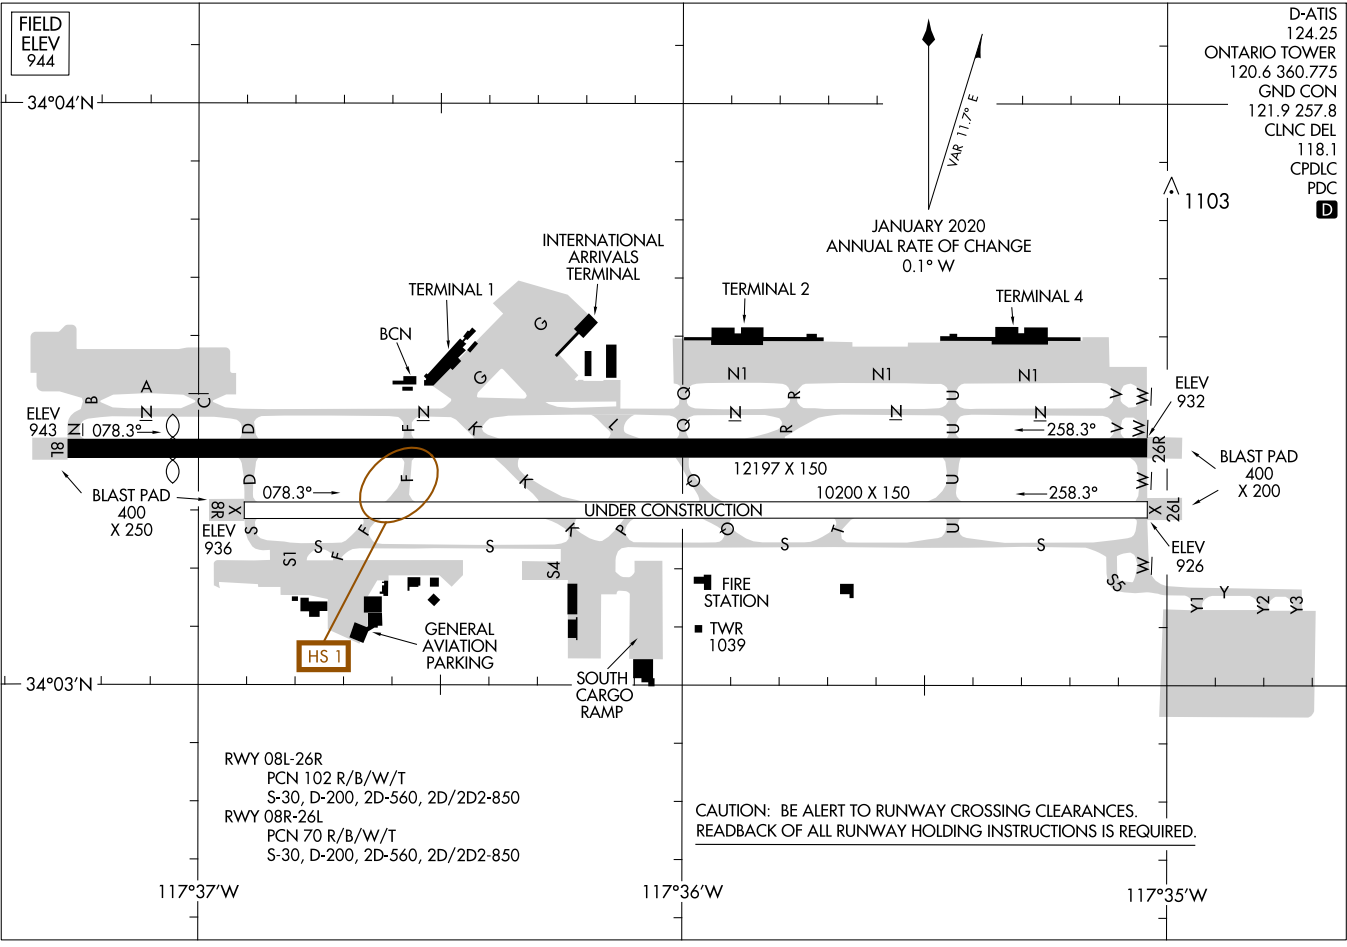 FIELD
ELEV
944
D-ATIS
124.25
ONTARIO TOWER
120.6 360.775
GND CON
121.9 257.8
CLNC DEL
118.1
CPDLC
PDC
D
34°04'N
VAR 11.7° E
1103
JANUARY 2020
ANNUAL RATE OF CHANGE
0.1° W
INTERNATIONAL
ARRIVALS
TERMINAL
TERMINAL 1
TERMINAL 2
TERMINAL 4
BCN
G
G
A
B
C
N1
N1
N1
Q
R
U
V
W
ELEV
932
ELEV
943
N
N
N
N
N
N
078.3°
258.3°
D
F
K
L
Q
R
U
V
W
8L
26R
12197 X 150
BLAST PAD
400
X 200
BLAST PAD
400
X 250
D
F
K
Q
U
W
078.3°
10200 X 150
258.3°
8R
X
UNDER CONSTRUCTION
X
26L
ELEV
936
S
F
K
P
Q
T
U
S1
S
F
S
S
S
S4
W
S5
ELEV
926
Y
Y1
Y2
Y3
FIRE
STATION
TWR
1039
GENERAL
AVIATION
PARKING
HS 1
SOUTH
CARGO
RAMP
34°03'N
RWY 08L-26R
PCN 102 R/B/W/T
S-30, D-200, 2D-560, 2D/2D2-850
RWY 08R-26L
PCN 70 R/B/W/T
S-30, D-200, 2D-560, 2D/2D2-850
CAUTION: BE ALERT TO RUNWAY CROSSING CLEARANCES.
READBACK OF ALL RUNWAY HOLDING INSTRUCTIONS IS REQUIRED.
117°37'W
117°36'W
117°35'W